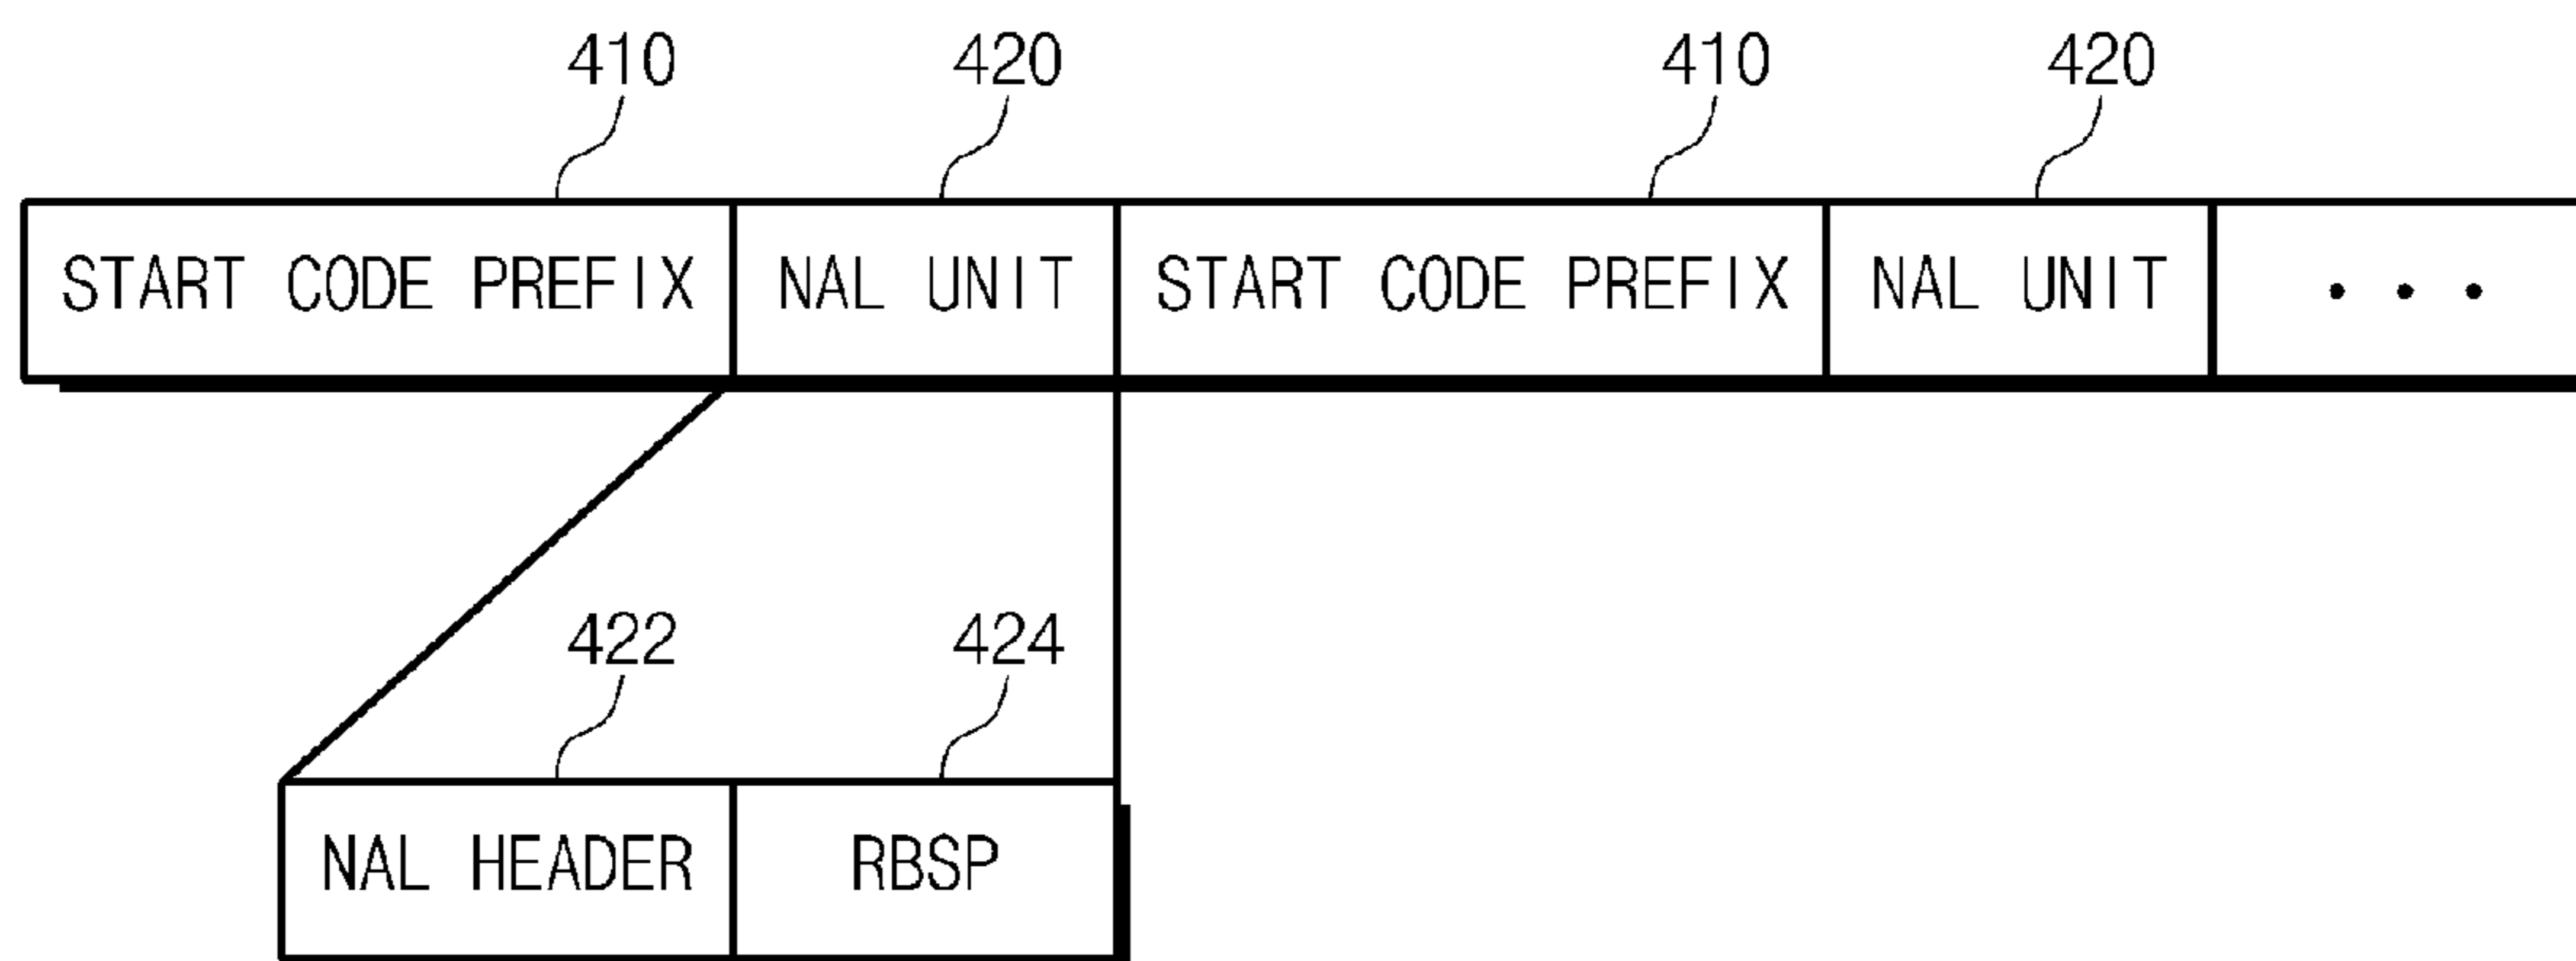 410 420 410 420
START CODE PREFIX NAL UNIT START CODE PREFIX NAL UNIT • • •
422 424
NAL HEADER RBSP